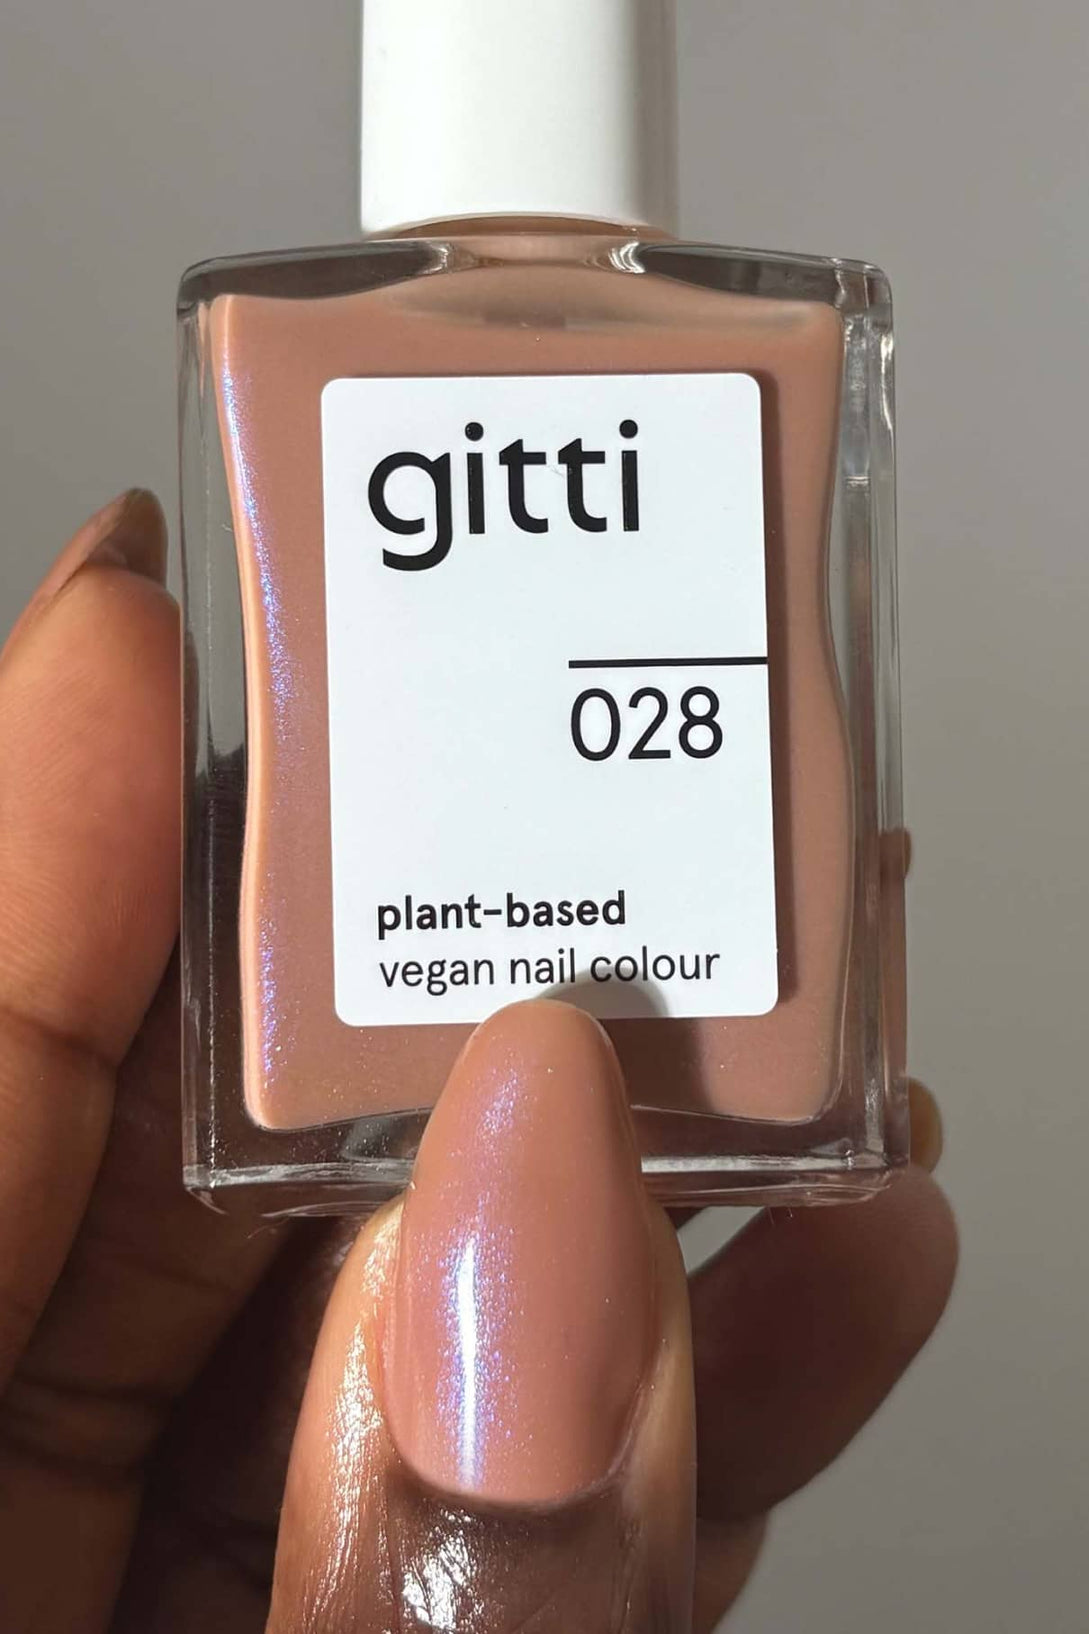 gitti
028
plant-based
vegan nail colour